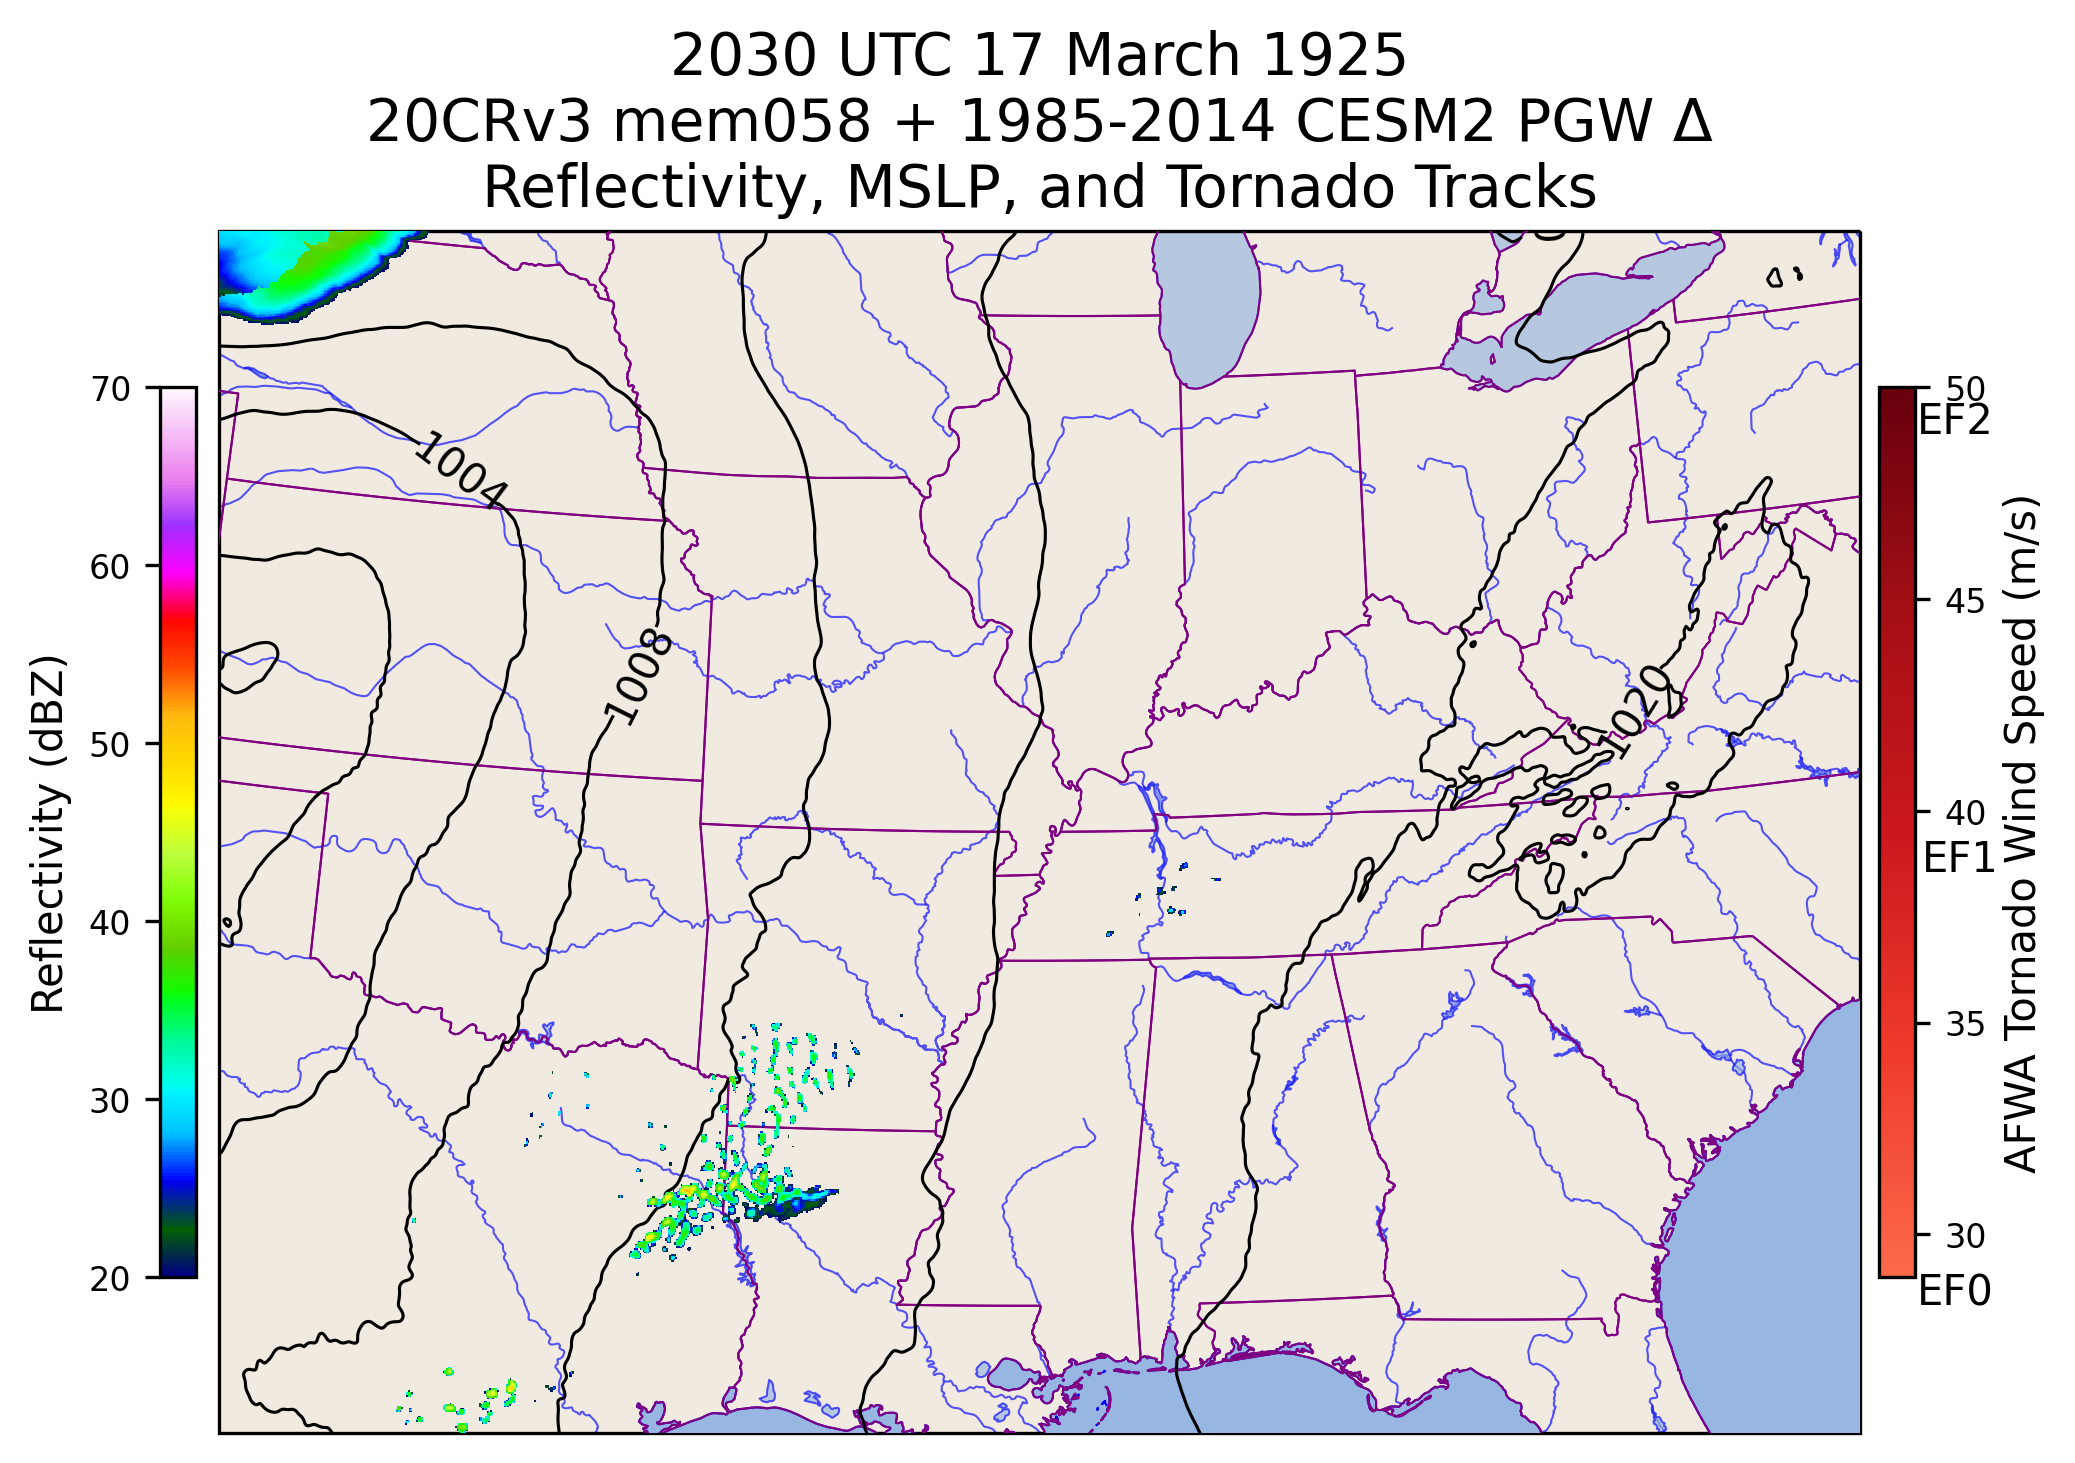 2030 UTC 17 March 1925
20CRv3 mem058 + 1985-2014 CESM2 PGW Δ
Reflectivity, MSLP, and Tornado Tracks
Reflectivity (dBZ)
70
60
50
40
30
20
1004
1008
1020
50
EF2
45
40
EF1
35
30
EF0
AFWA Tornado Wind Speed (m/s)